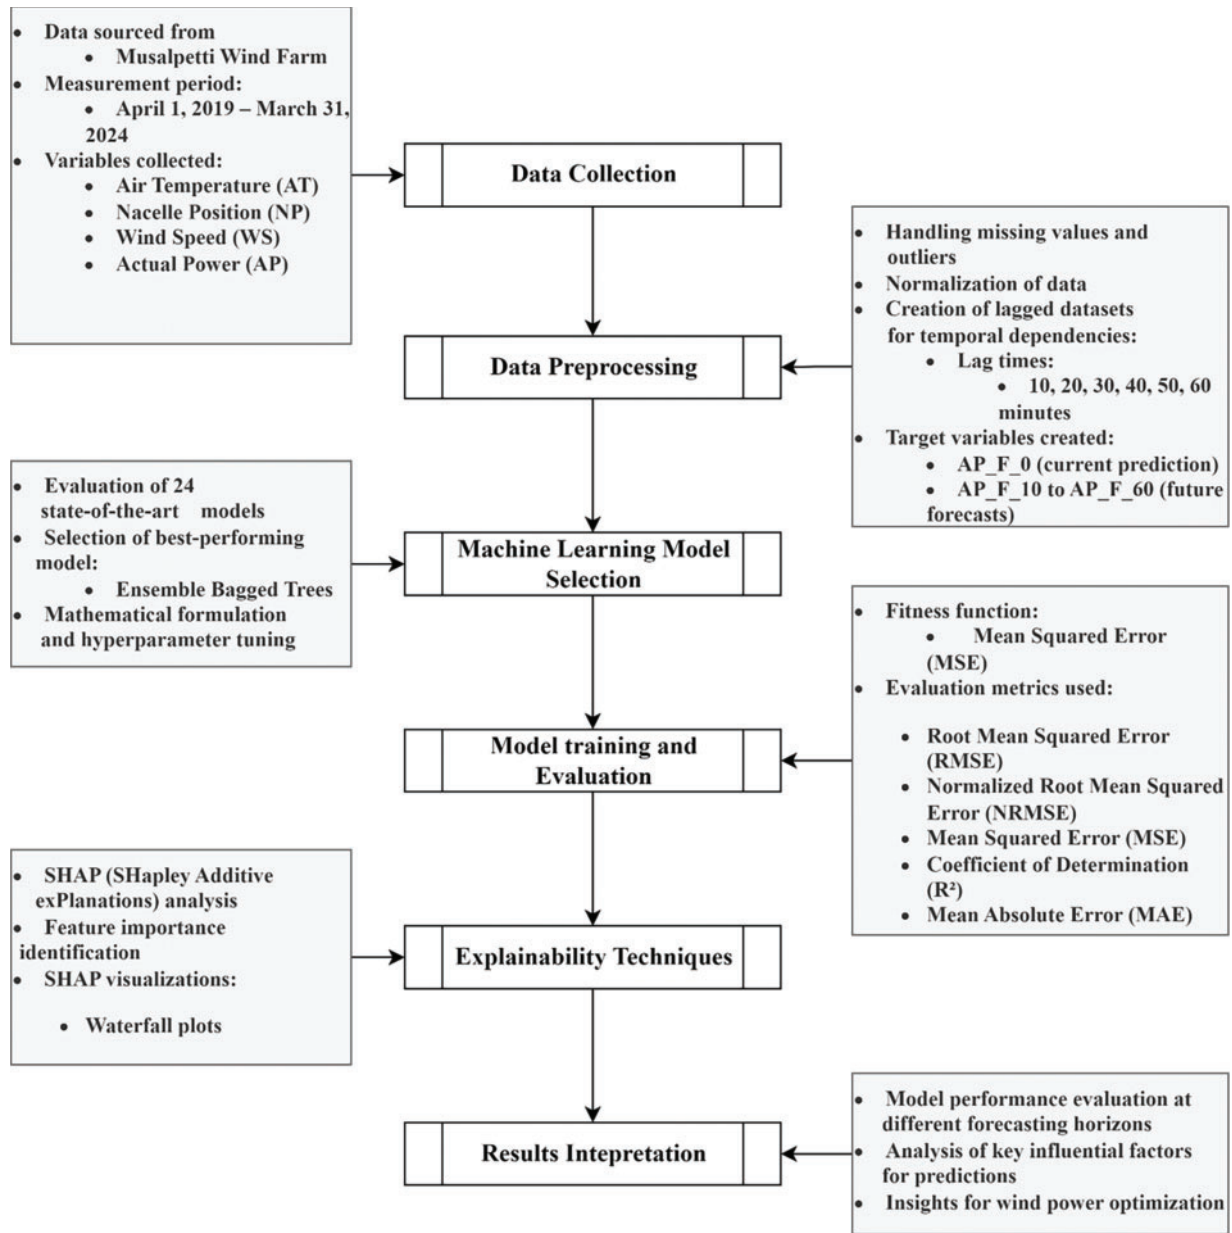 • Data sourced from
• Musalpetti Wind Farm
• Measurement period:
• April 1, 2019 – March 31,
2024
• Variables collected:
• Air Temperature (AT)
• Nacelle Position (NP)
• Wind Speed (WS)
• Actual Power (AP)
Data Collection
• Handling missing values and
outliers
• Normalization of data
• Creation of lagged datasets
for temporal dependencies:
• Lag times:
• 10, 20, 30, 40, 50, 60
minutes
• Target variables created:
• AP_F_0 (current prediction)
• AP_F_10 to AP_F_60 (future
forecasts)
Data Preprocessing
• Evaluation of 24
state-of-the-art models
• Selection of best-performing
model:
• Ensemble Bagged Trees
• Mathematical formulation
and hyperparameter tuning
Machine Learning Model
Selection
• Fitness function:
• Mean Squared Error
(MSE)
• Evaluation metrics used:
• Root Mean Squared Error
(RMSE)
• Normalized Root Mean Squared
Error (NRMSE)
• Mean Squared Error (MSE)
• Coefficient of Determination
(R²)
• Mean Absolute Error (MAE)
Model training and
Evaluation
• SHAP (SHapley Additive
exPlanations) analysis
• Feature importance
identification
• SHAP visualizations:
• Waterfall plots
Explainability Techniques
• Model performance evaluation at
different forecasting horizons
• Analysis of key influential factors
for predictions
• Insights for wind power optimization
Results Intepretation